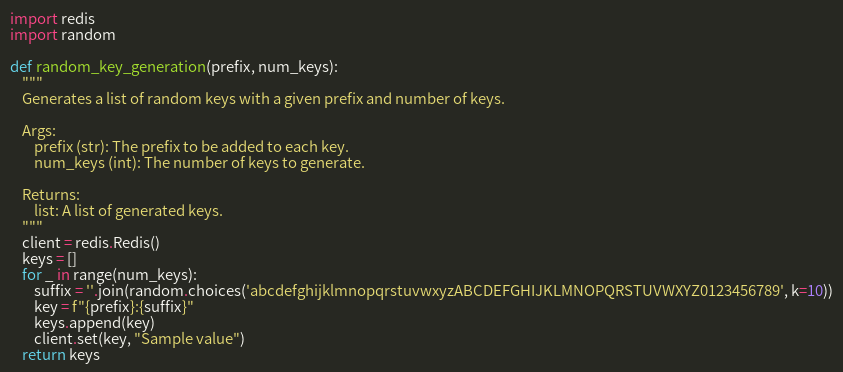 import redis
import random

def random_key_generation(prefix, num_keys):
    """
    Generates a list of random keys with a given prefix and number of keys.

    Args:
        prefix (str): The prefix to be added to each key.
        num_keys (int): The number of keys to generate.

    Returns:
        list: A list of generated keys.
    """
    client = redis.Redis()
    keys = []
    for _ in range(num_keys):
        suffix = ''.join(random.choices('abcdefghijklmnopqrstuvwxyzABCDEFGHIJKLMNOPQRSTUVWXYZ0123456789', k=10))
        key = f"{prefix}:{suffix}"
        keys.append(key)
        client.set(key, "Sample value")
    return keys